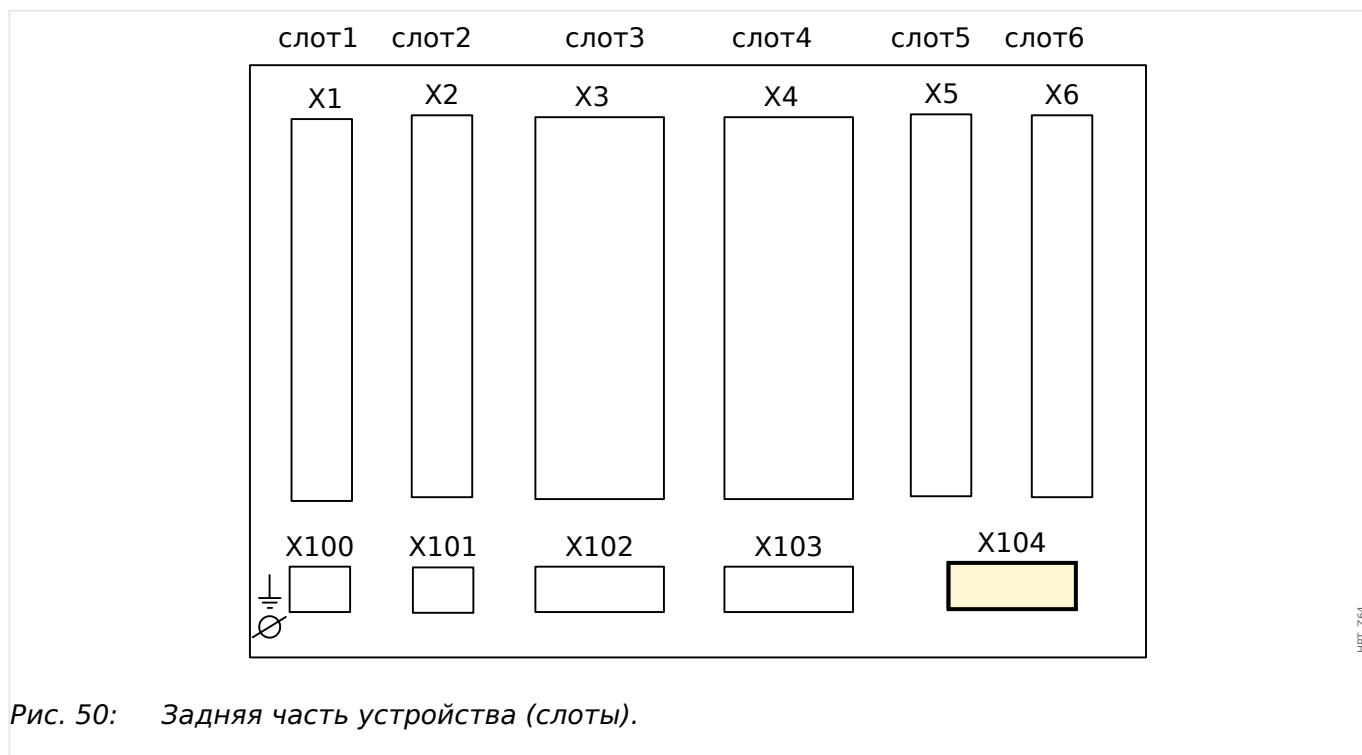 слот1 слот2 слот3 слот4 слот5 слот6
X1 X2 X3 X4 X5 X6
X100 X101 X102 X103 X104
Рис. 50: Задняя часть устройства (слоты).